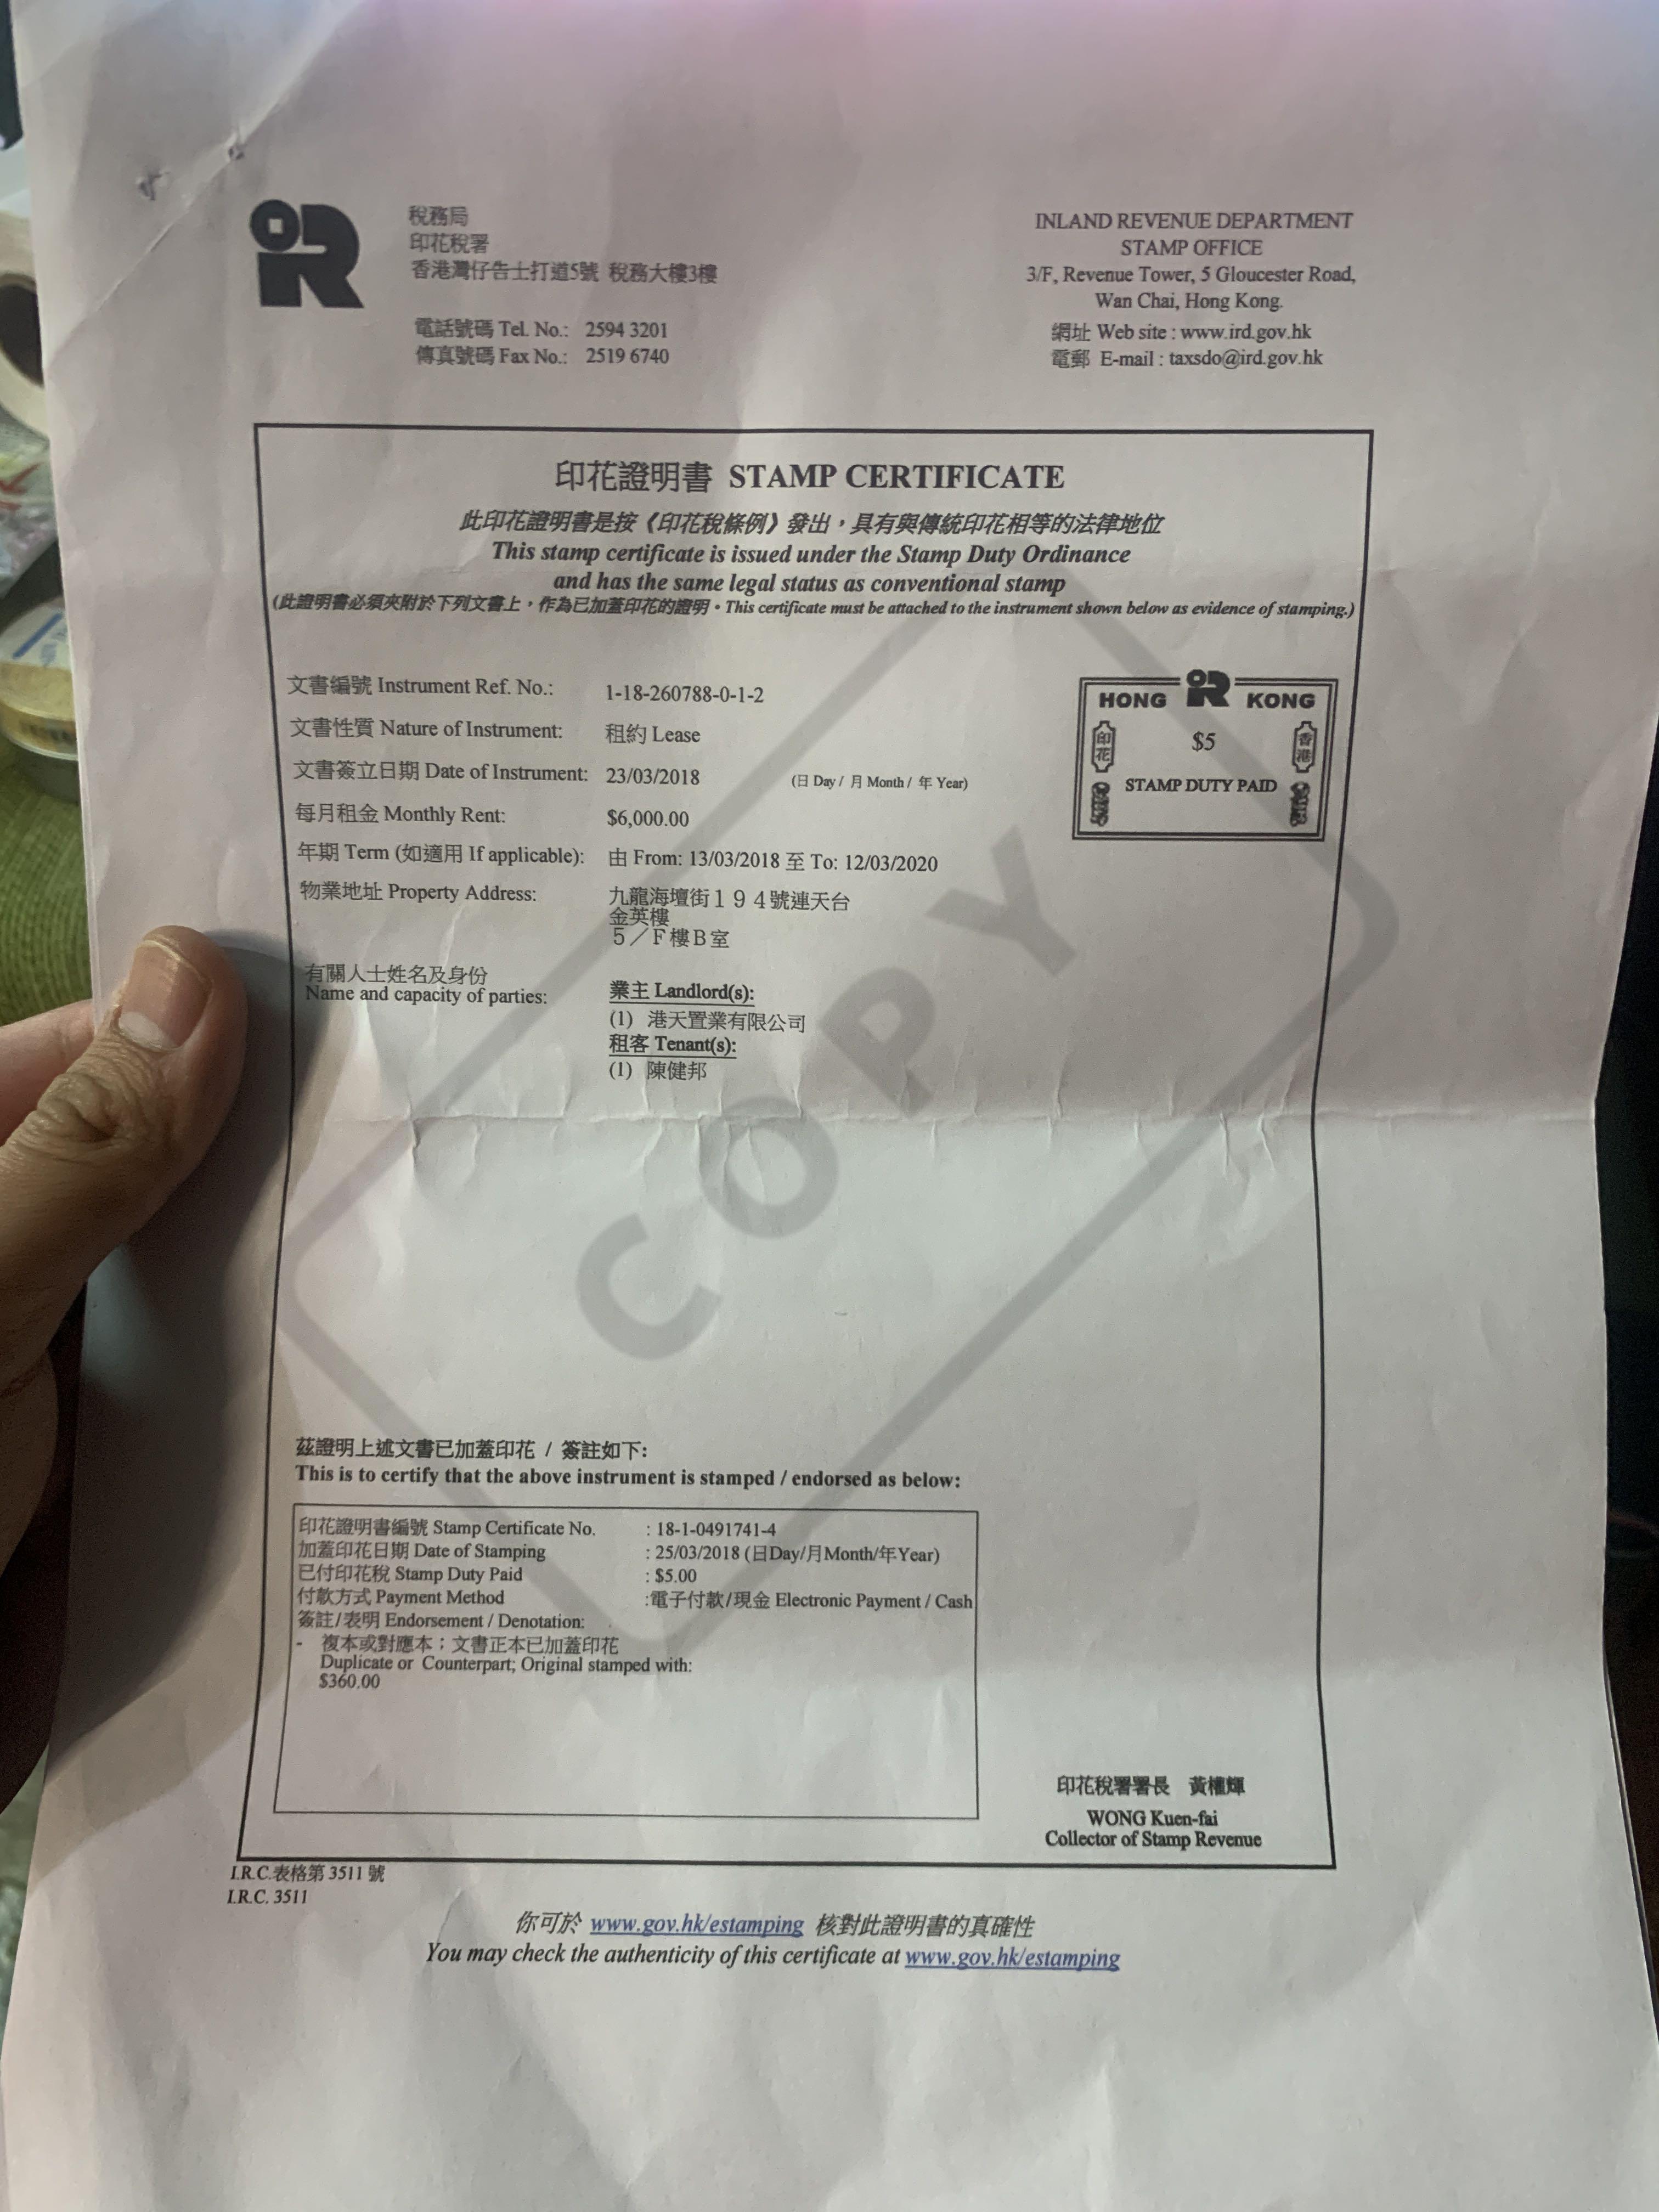 稅務局
印花稅署
香港灣仔告士打道5號 稅務大樓3樓
電話號碼 Tel. No.: 2594 3201
傳真號碼 Fax No.: 2519 6740
INLAND REVENUE DEPARTMENT
STAMP OFFICE
3/F, Revenue Tower, 5 Gloucester Road,
Wan Chai, Hong Kong.
網址 Web site : www.ird.gov.hk
電郵 E-mail : taxsdo@ird.gov.hk
印花證明書 STAMP CERTIFICATE
此印花證明書是按《印花稅條例》發出，具有與傳統印花相等的法律地位
This stamp certificate is issued under the Stamp Duty Ordinance
and has the same legal status as conventional stamp
(此證明書必須夾附於下列文書上，作為已加蓋印花的證明。This certificate must be attached to the instrument shown below as evidence of stamping.)
文書編號 Instrument Ref. No.: 1-18-260788-0-1-2
文書性質 Nature of Instrument: 租約 Lease
文書簽立日期 Date of Instrument: 23/03/2018 (日 Day / 月 Month / 年 Year)
每月租金 Monthly Rent: $6,000.00
年期 Term (如適用 If applicable): 由 From: 13/03/2018 至 To: 12/03/2020
物業地址 Property Address: 九龍海壇街１９４號連天台
金英樓
５／Ｆ樓Ｂ室
HONG KONG
印花 $5 香港
STAMP DUTY PAID
有關人士姓名及身份
Name and capacity of parties:
業主 Landlord(s):
(1) 港天置業有限公司
租客 Tenant(s):
(1) 陳健邦
COPY
茲證明上述文書已加蓋印花 / 簽註如下:
This is to certify that the above instrument is stamped / endorsed as below:
印花證明書編號 Stamp Certificate No. : 18-1-0491741-4
加蓋印花日期 Date of Stamping : 25/03/2018 (日Day/月Month/年Year)
已付印花稅 Stamp Duty Paid : $5.00
付款方式 Payment Method :電子付款/現金 Electronic Payment / Cash
簽註/表明 Endorsement / Denotation:
- 複本或對應本；文書正本已加蓋印花
Duplicate or Counterpart; Original stamped with:
$360.00
印花稅署署長 黃權輝
WONG Kuen-fai
Collector of Stamp Revenue
I.R.C.表格第 3511 號
I.R.C. 3511
你可於 www.gov.hk/estamping 核對此證明書的真確性
You may check the authenticity of this certificate at www.gov.hk/estamping